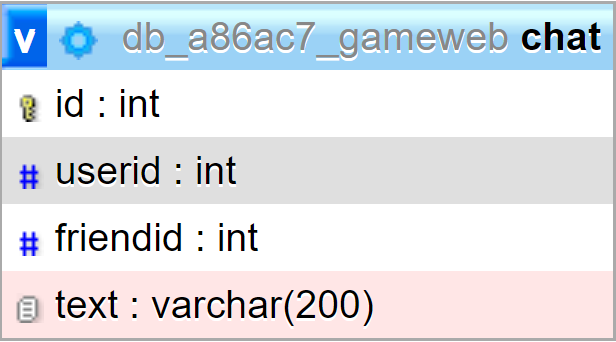 v db_a86ac7_gameweb chat
id : int
# userid : int
# friendid : int
text : varchar(200)